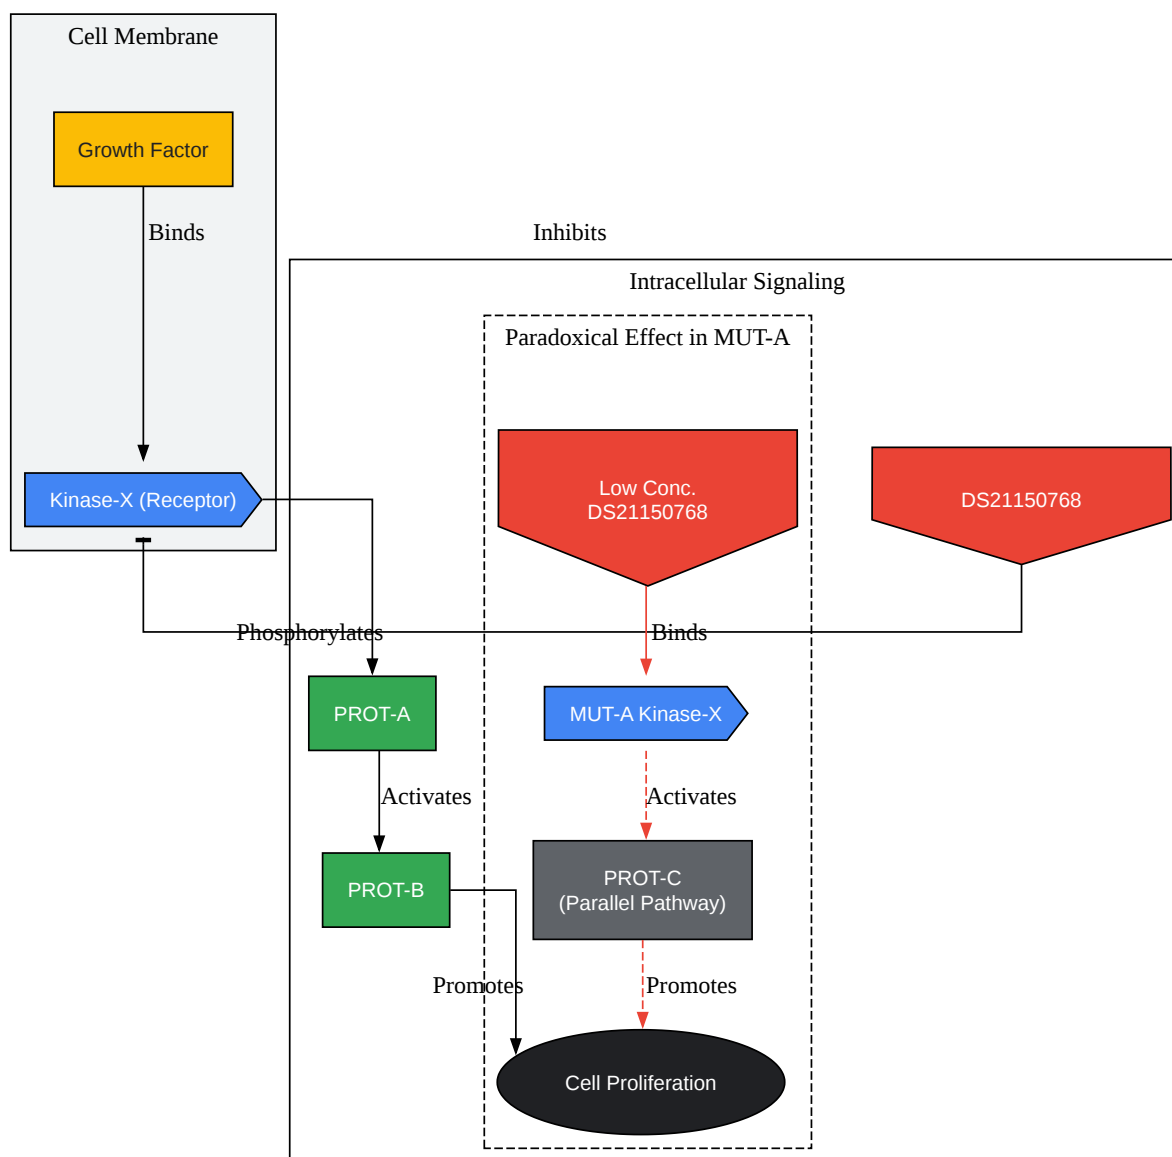 Cell Membrane
Growth Factor
Binds
Inhibits
Intracellular Signaling
Paradoxical Effect in MUT-A
Kinase-X (Receptor)
Low Conc.
DS21150768
DS21150768
Phosphorylates
Binds
PROT-A
MUT-A Kinase-X
Activates
Activates
PROT-B
PROT-C
(Parallel Pathway)
Promotes
Promotes
Cell Proliferation